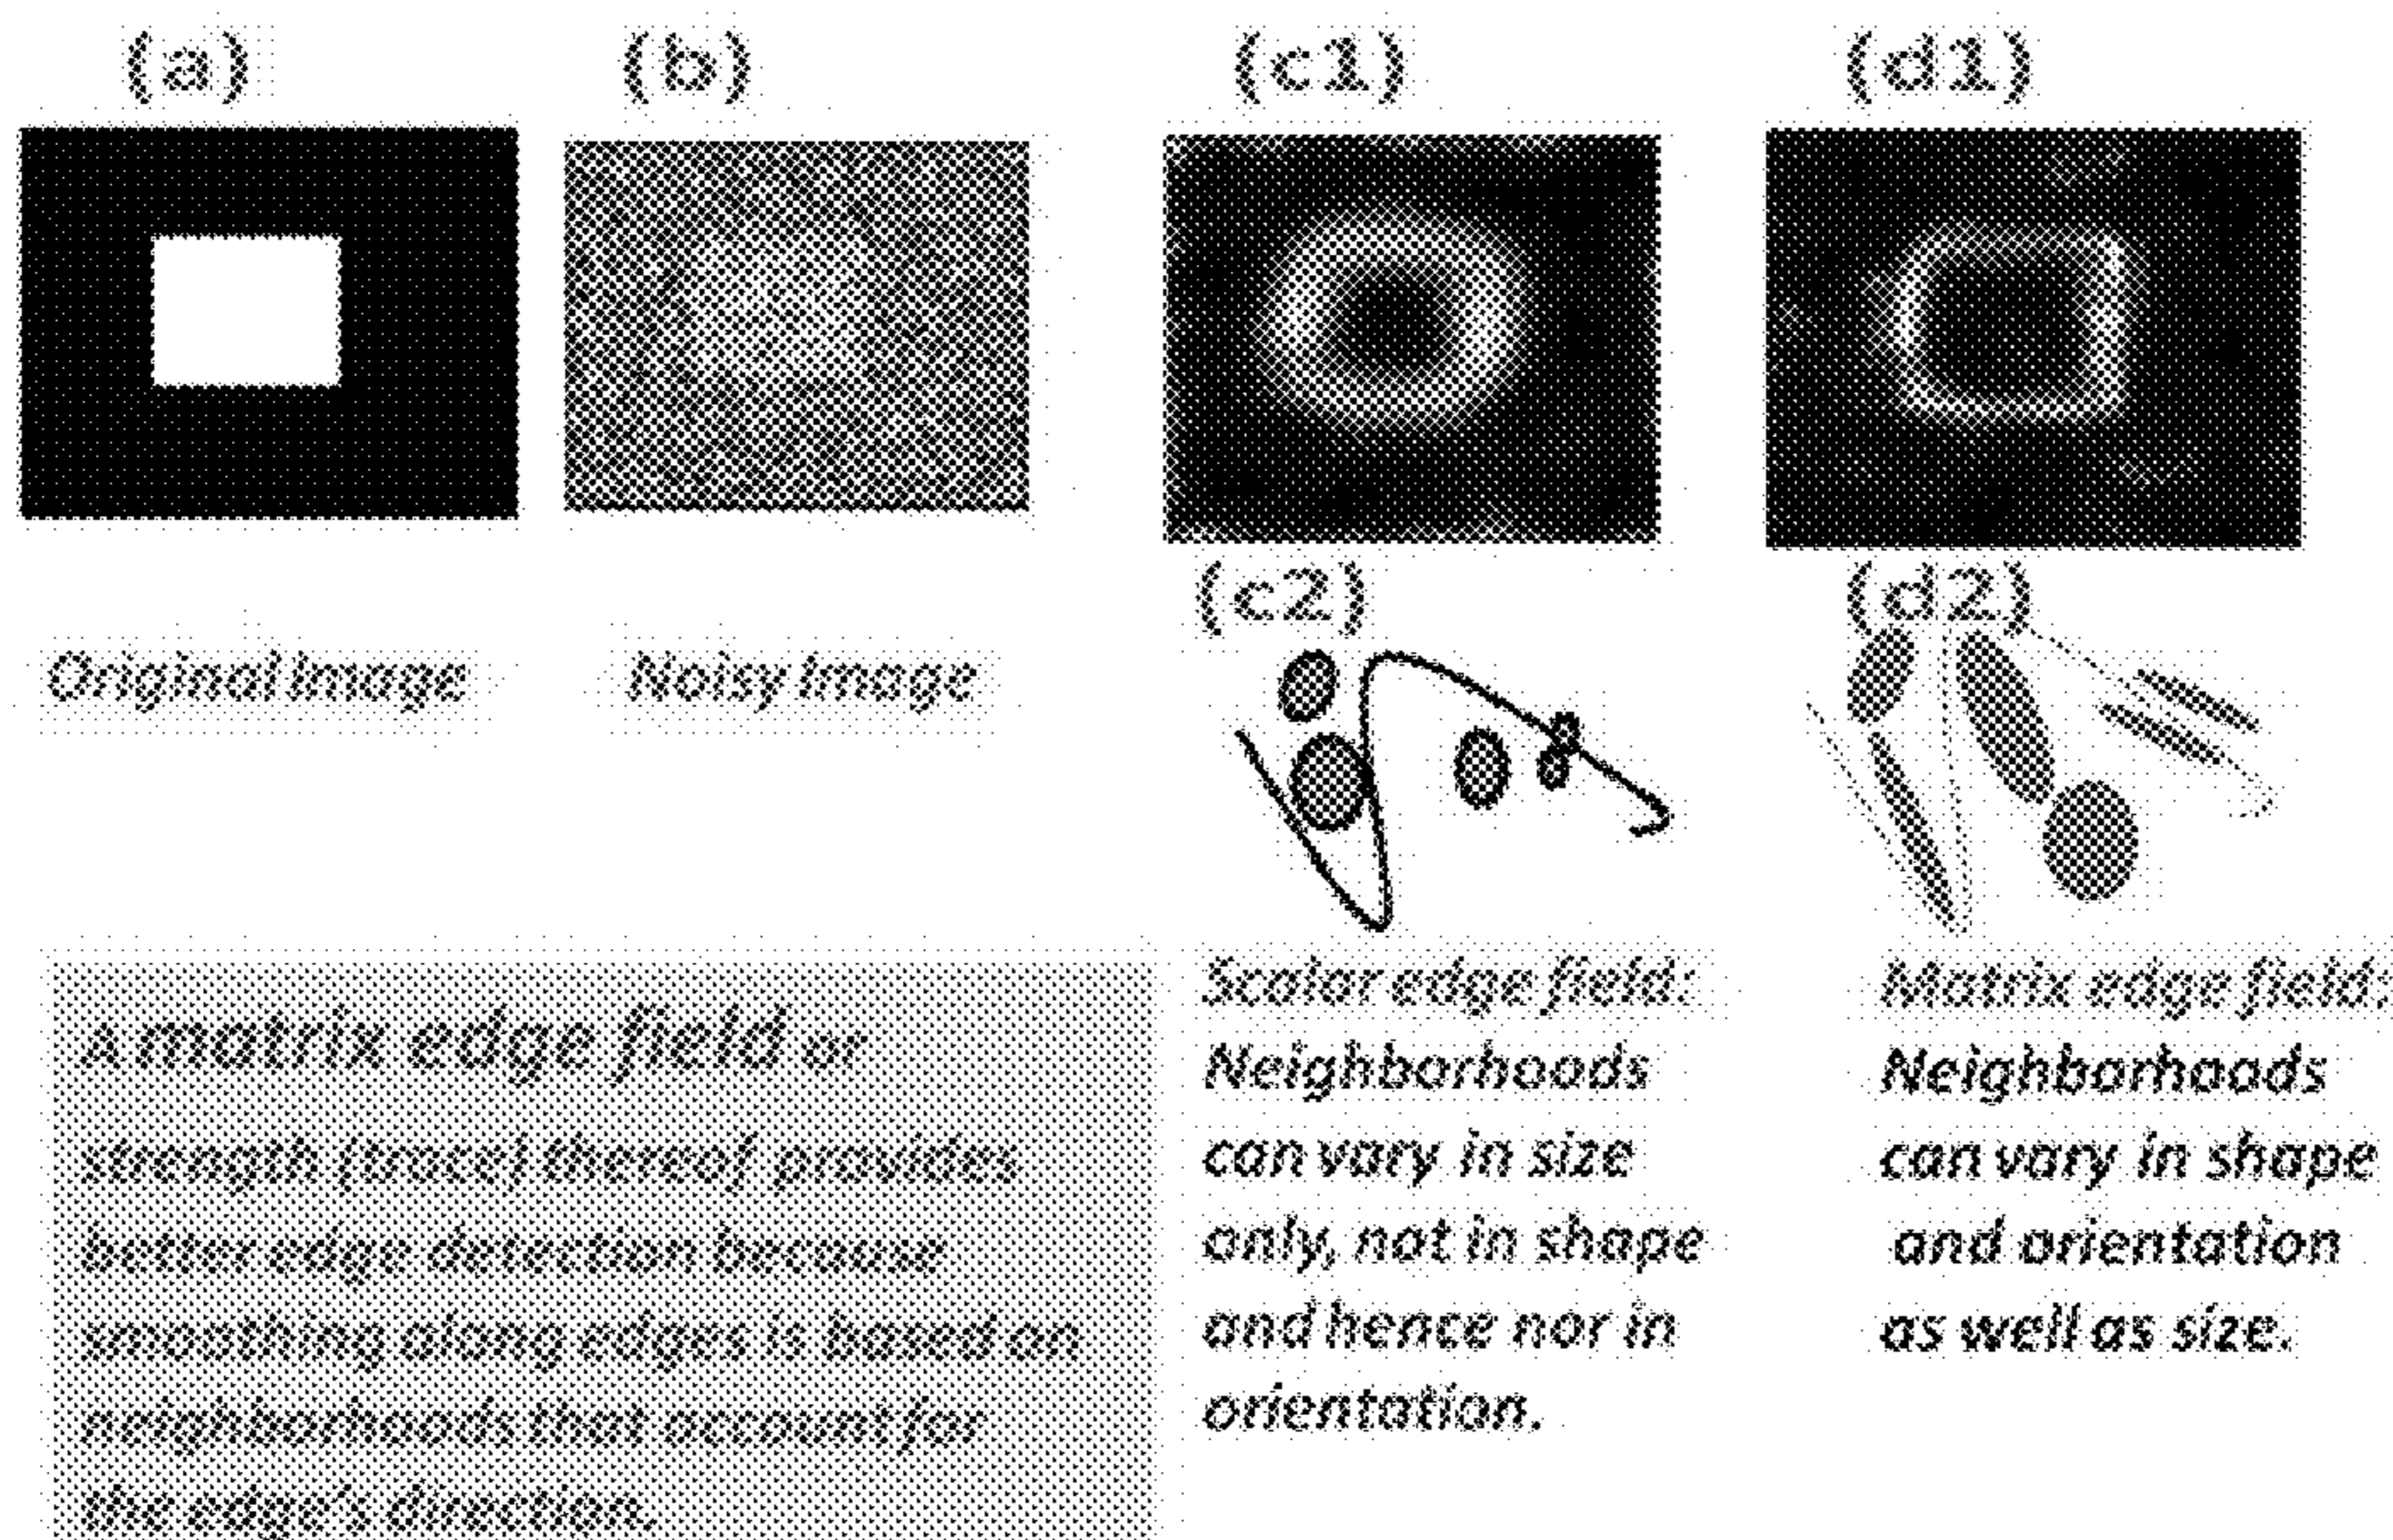 (a)
(b)
(c1)
(d1)
Original Image
Noisy Image
(c2)
(d2)
A matrix edge field or
strength (trace) thereof provides
better edge detection because
smoothing along edges is based on
neighborhoods that account for
the edge's direction.
Scalar edge field:
Neighborhoods
can vary in size
only, not in shape
and hence nor in
orientation.
Matrix edge field:
Neighborhoods
can vary in shape
and orientation
as well as size.